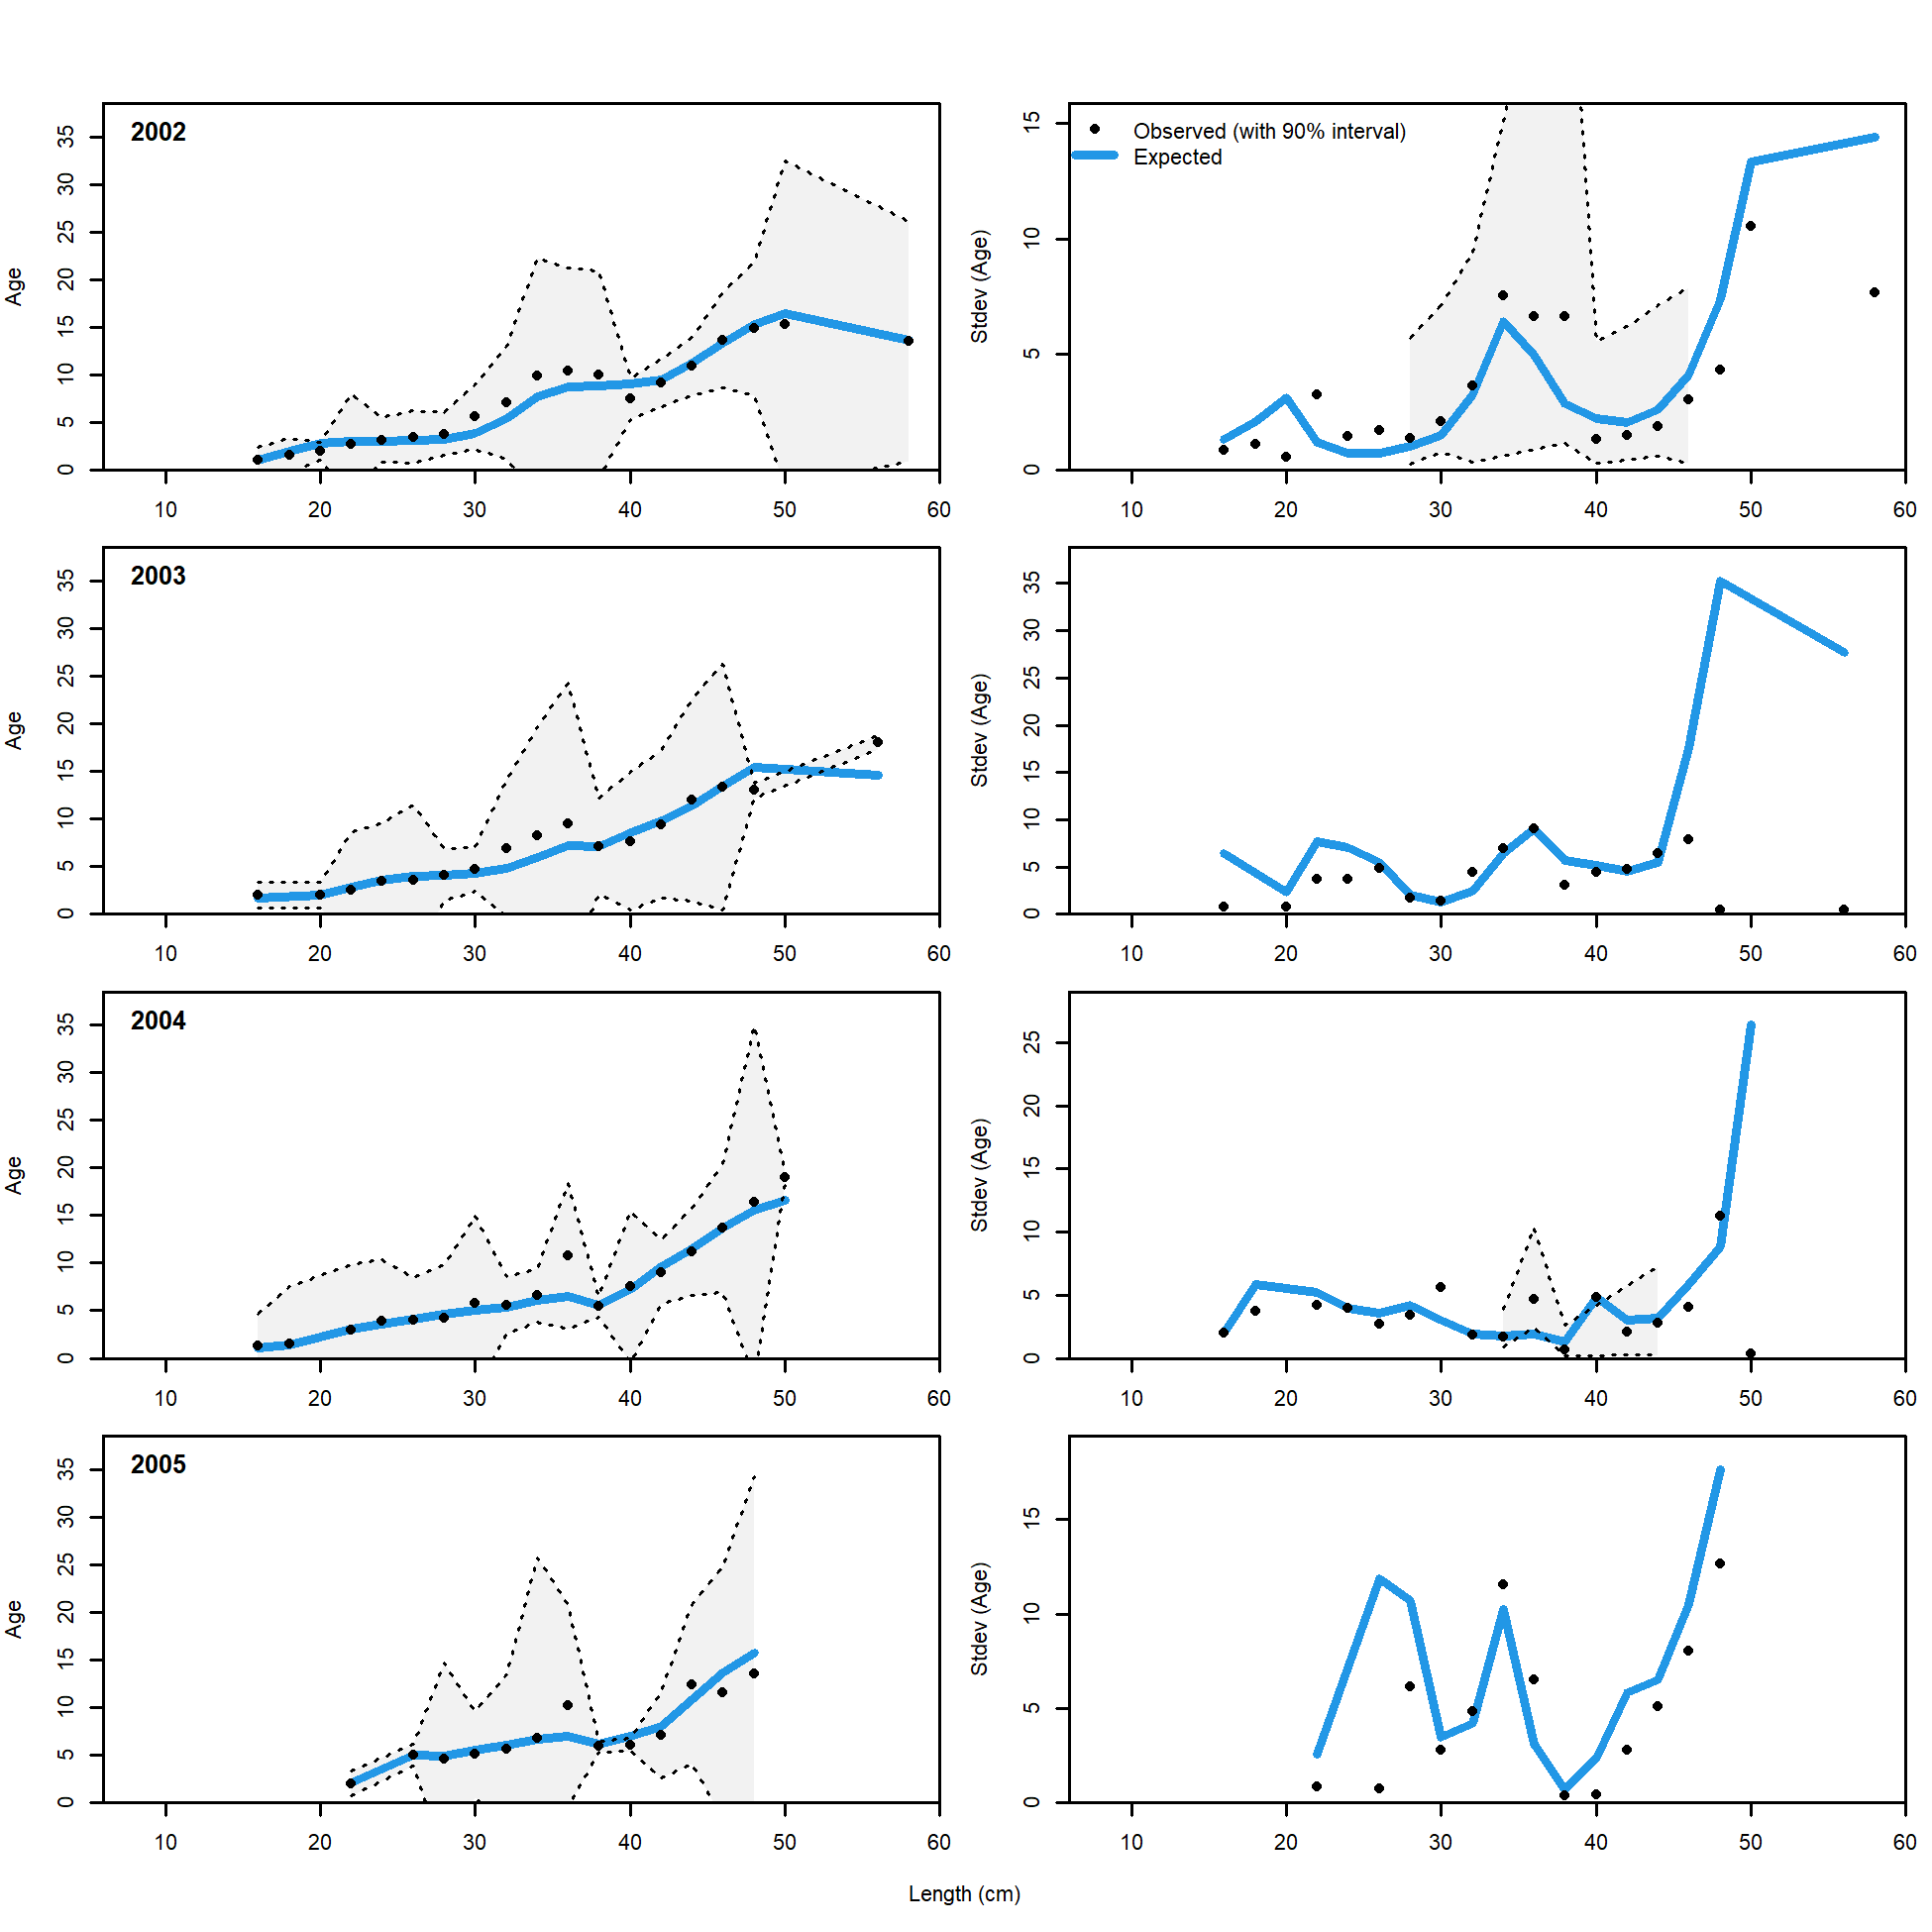 2002
Age
0 5 10 15 20 25 30 35
10 20 30 40 50 60
Observed (with 90% interval)
Expected
Stdev (Age)
0 5 10 15
10 20 30 40 50 60
2003
Age
0 5 10 15 20 25 30 35
10 20 30 40 50 60
Stdev (Age)
0 5 10 15 20 25 30 35
10 20 30 40 50 60
2004
Age
0 5 10 15 20 25 30 35
10 20 30 40 50 60
Stdev (Age)
0 5 10 15 20 25
10 20 30 40 50 60
2005
Age
0 5 10 15 20 25 30 35
10 20 30 40 50 60
Stdev (Age)
0 5 10 15
10 20 30 40 50 60
Length (cm)